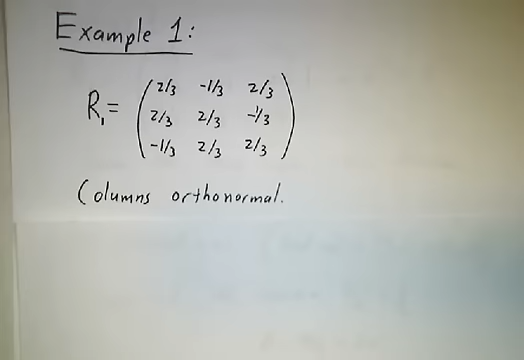 Example 1:
R₁ = ( 2/3 -1/3 2/3
2/3 2/3 -1/3
-1/3 2/3 2/3 )
Columns orthonormal.